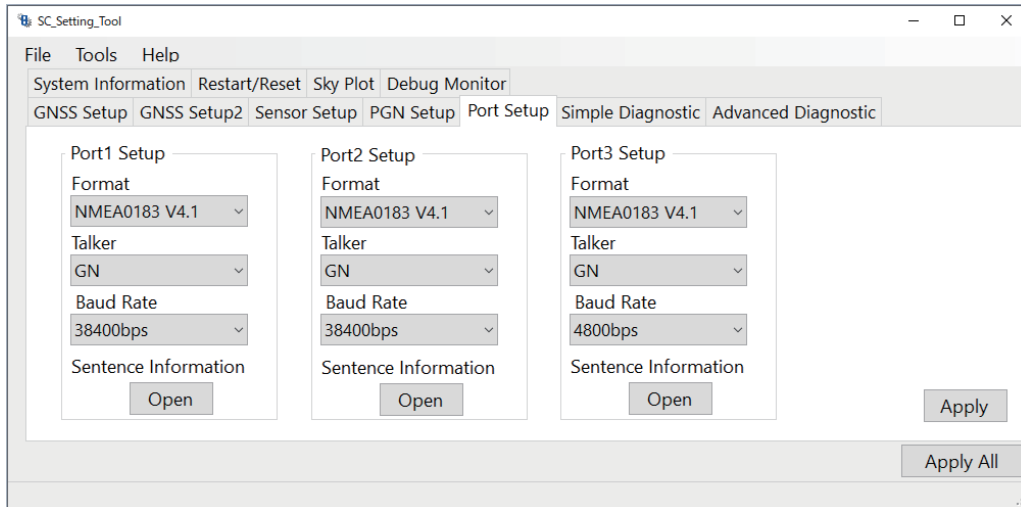 SC_Setting_Tool
File Tools Help
System Information Restart/Reset Sky Plot Debug Monitor
GNSS Setup GNSS Setup2 Sensor Setup PGN Setup Port Setup Simple Diagnostic Advanced Diagnostic
Port1 Setup
Format
NMEA0183 V4.1
Talker
GN
Baud Rate
38400bps
Sentence Information
Open
Port2 Setup
Format
NMEA0183 V4.1
Talker
GN
Baud Rate
38400bps
Sentence Information
Open
Port3 Setup
Format
NMEA0183 V4.1
Talker
GN
Baud Rate
4800bps
Sentence Information
Open
Apply
Apply All